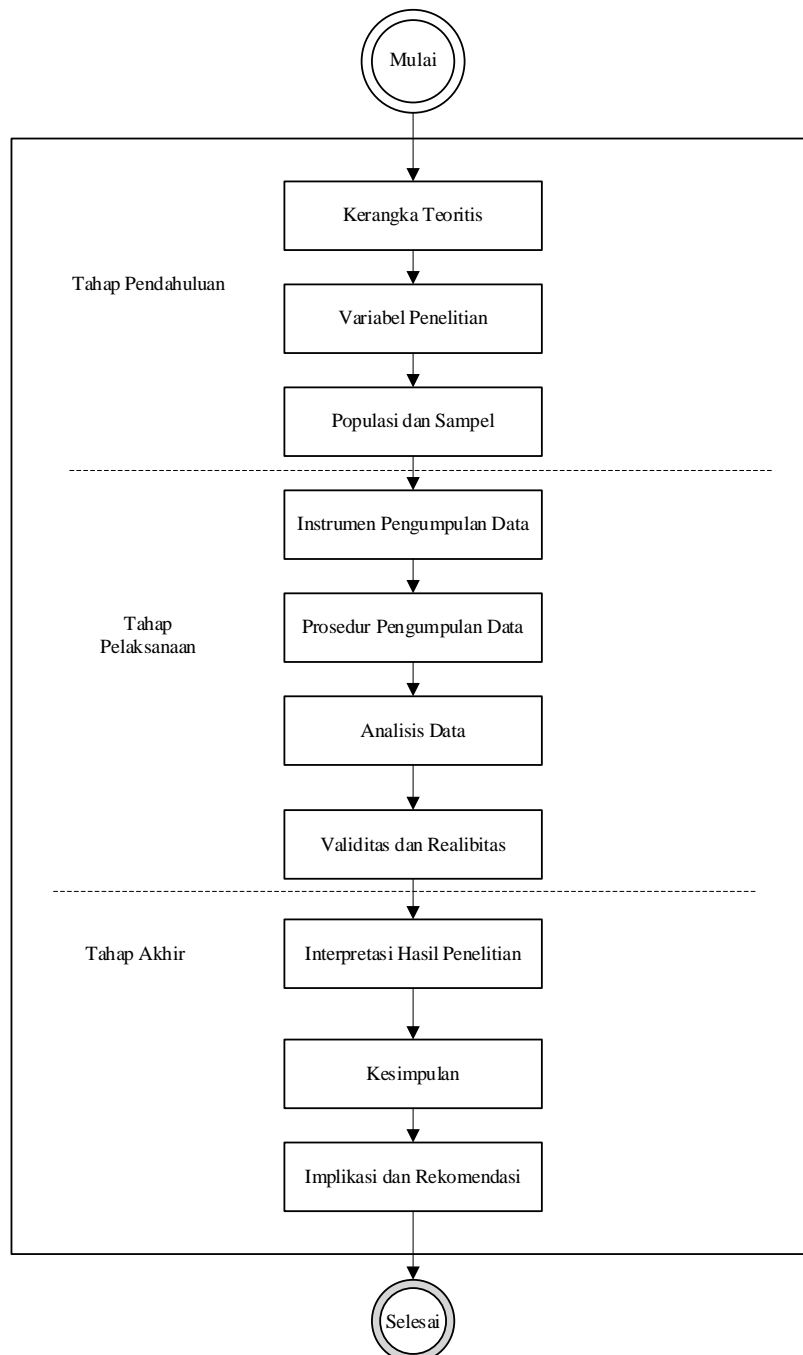 Mulai
Kerangka Teoritis
Tahap Pendahuluan
Variabel Penelitian
Populasi dan Sampel
Instrumen Pengumpulan Data
Tahap
Pelaksanaan
Prosedur Pengumpulan Data
Analisis Data
Validitas dan Realibitas
Tahap Akhir
Interpretasi Hasil Penelitian
Kesimpulan
Implikasi dan Rekomendasi
Selesai